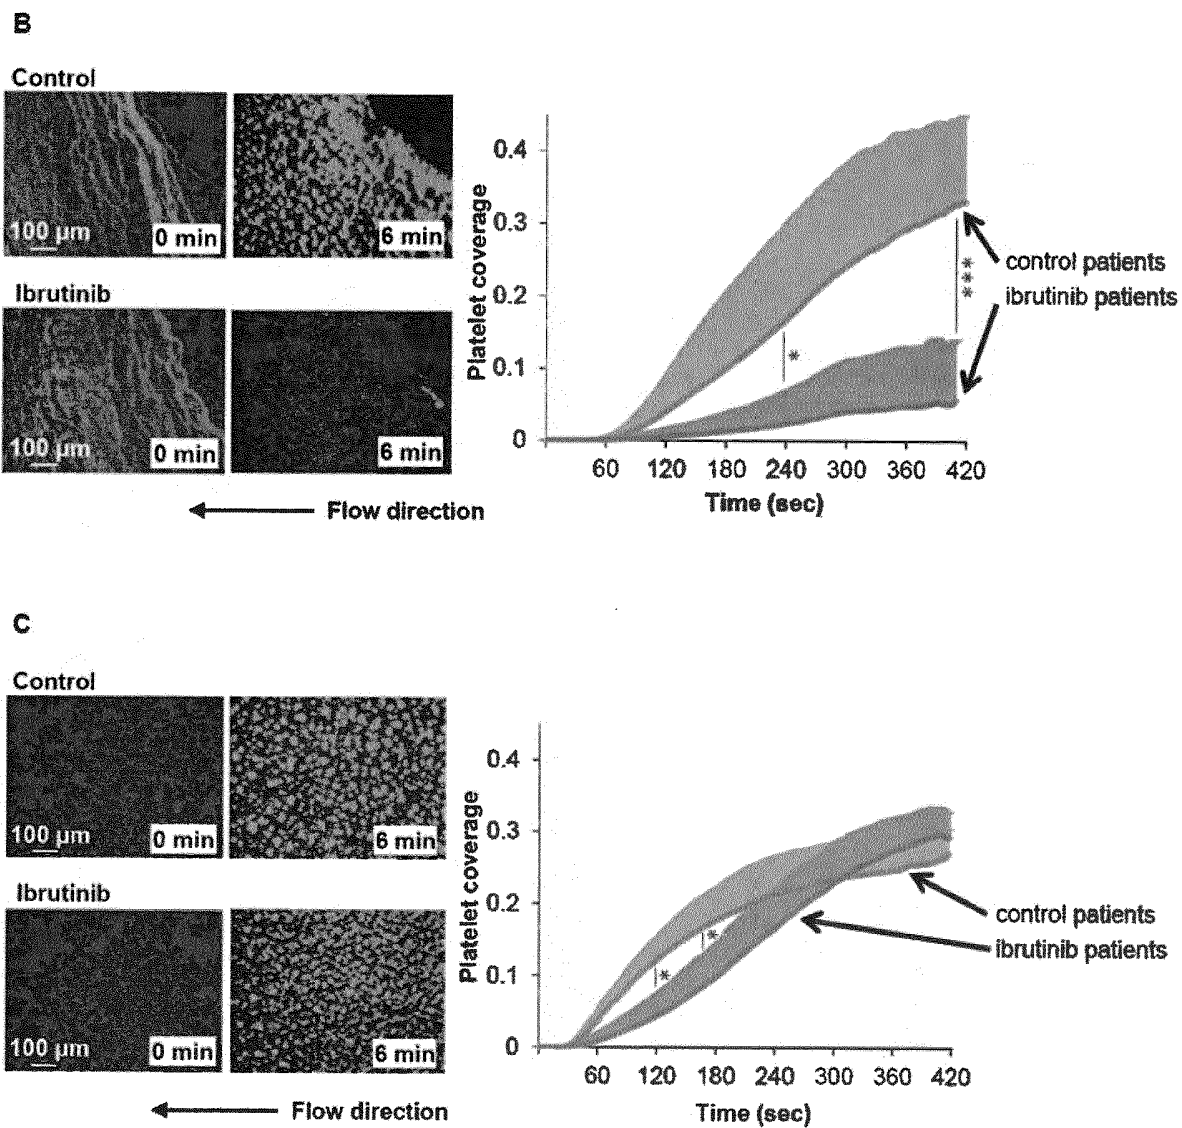 B
Control
100 µm
0 min
6 min
Ibrutinib
100 µm
0 min
6 min
Flow direction
Platelet coverage
0.4
0.3
0.2
0.1
0
60 120 180 240 300 360 420
Time (sec)
*
***
control patients
ibrutinib patients
C
Control
100 µm
0 min
6 min
Ibrutinib
100 µm
0 min
6 min
Flow direction
Platelet coverage
0.4
0.3
0.2
0.1
0
60 120 180 240 300 360 420
Time (sec)
*
*
control patients
ibrutinib patients